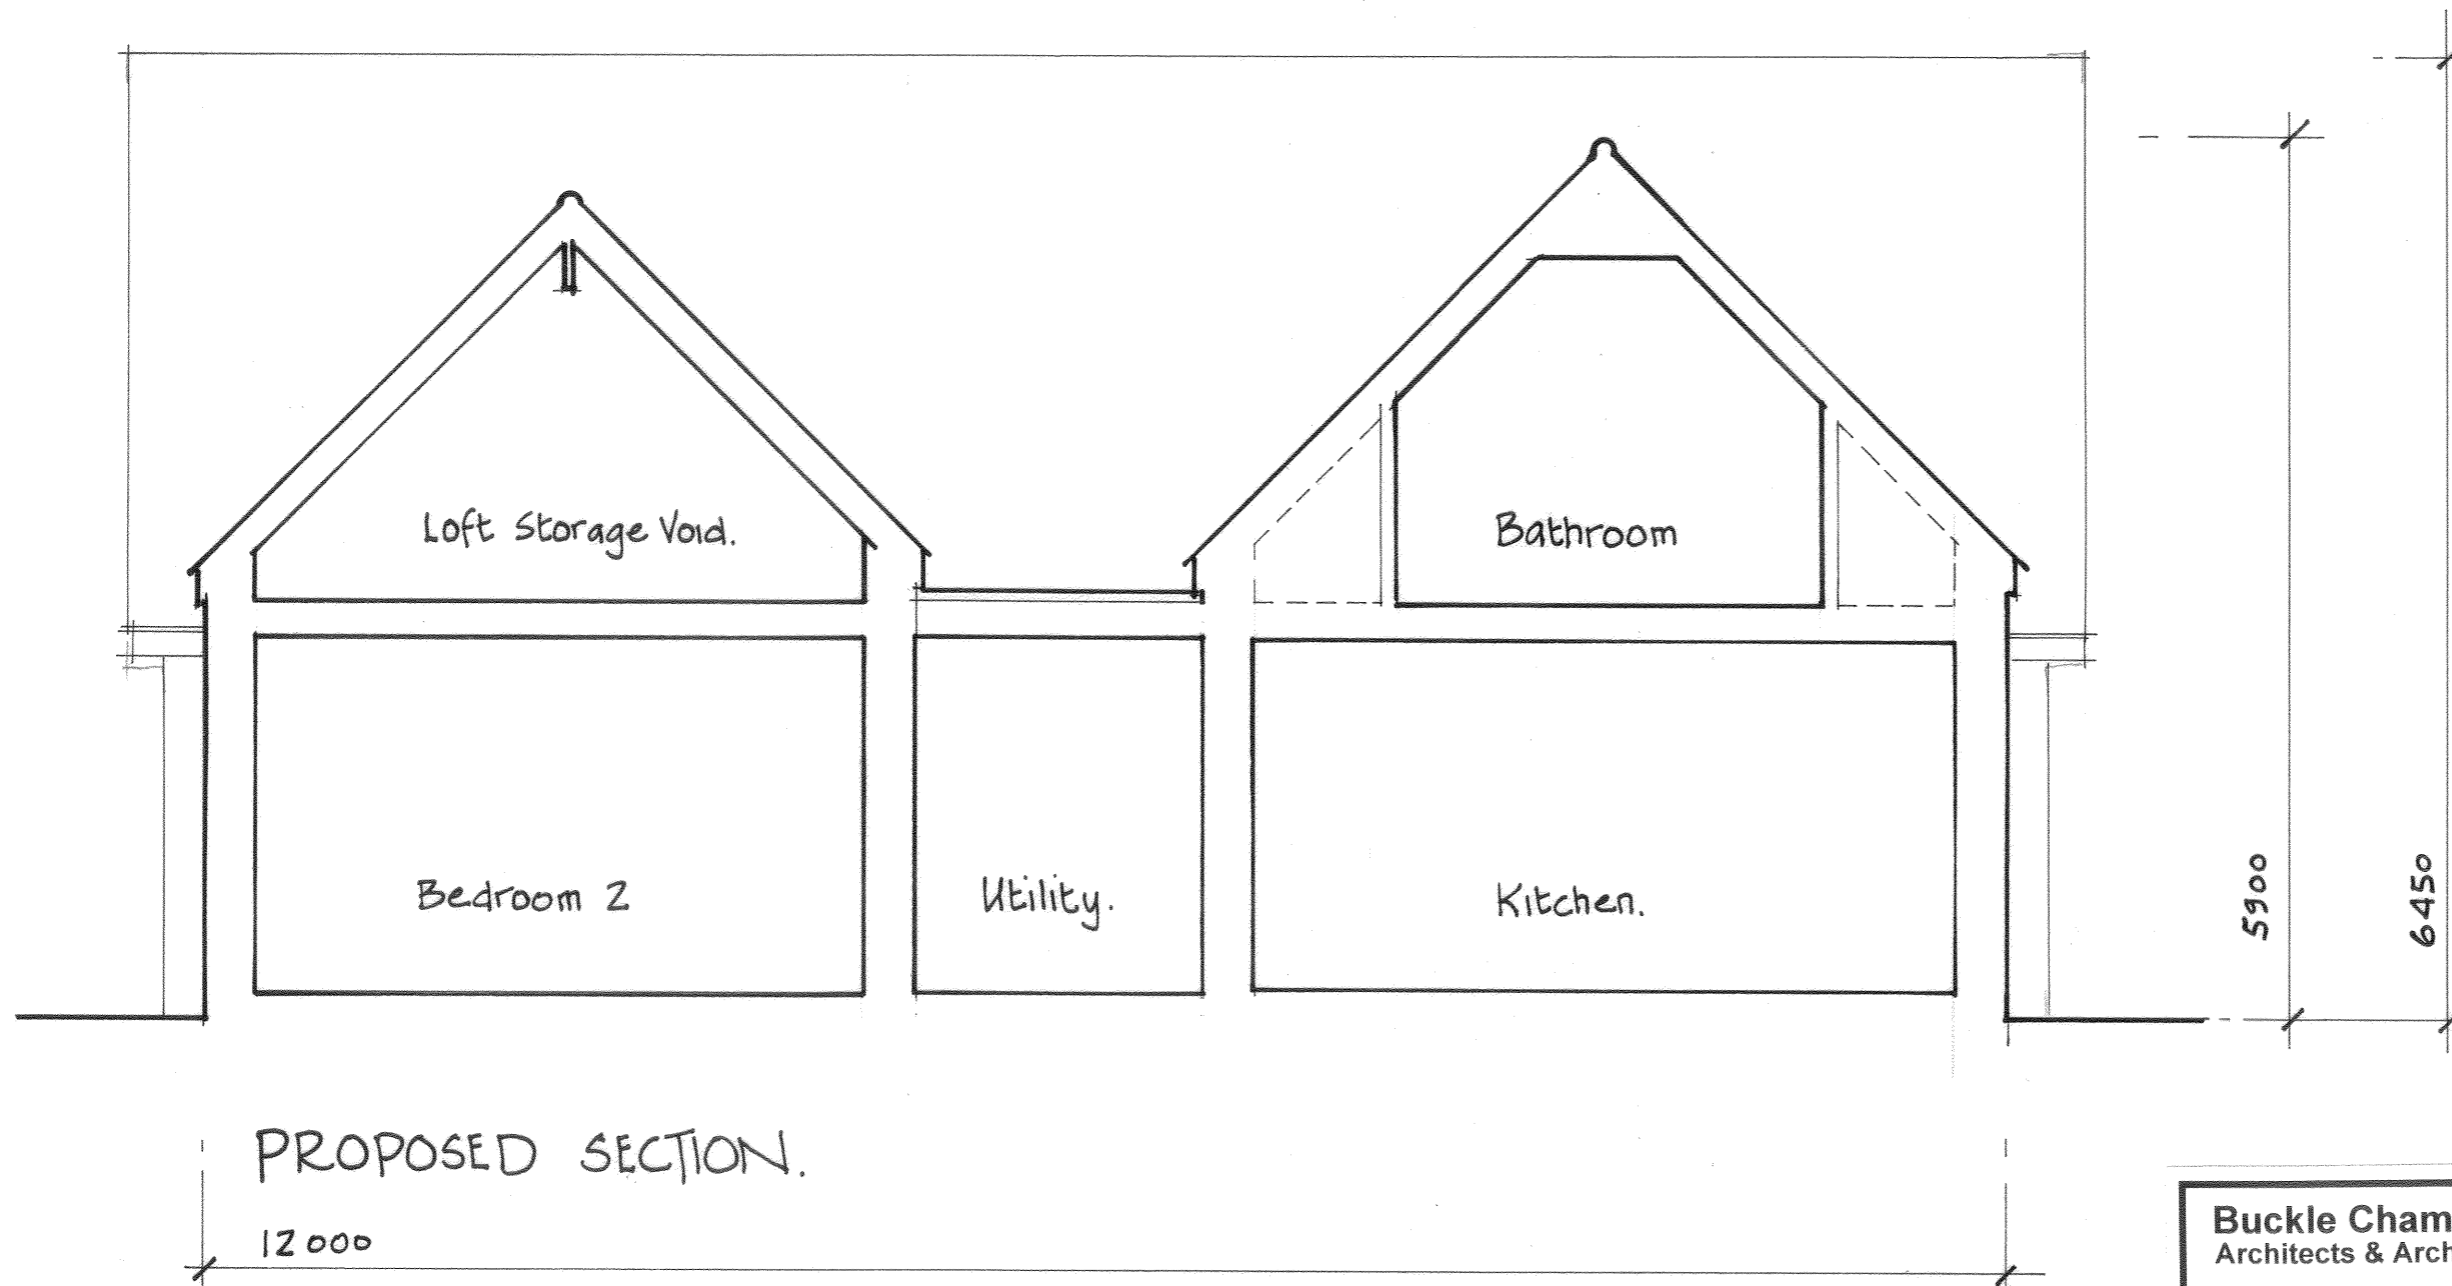 Loft Storage Void.
Bathroom
Bedroom 2
Utility.
Kitchen.
5900
6450
PROPOSED SECTION.
12000
Buckle Cham
Architects & Arch